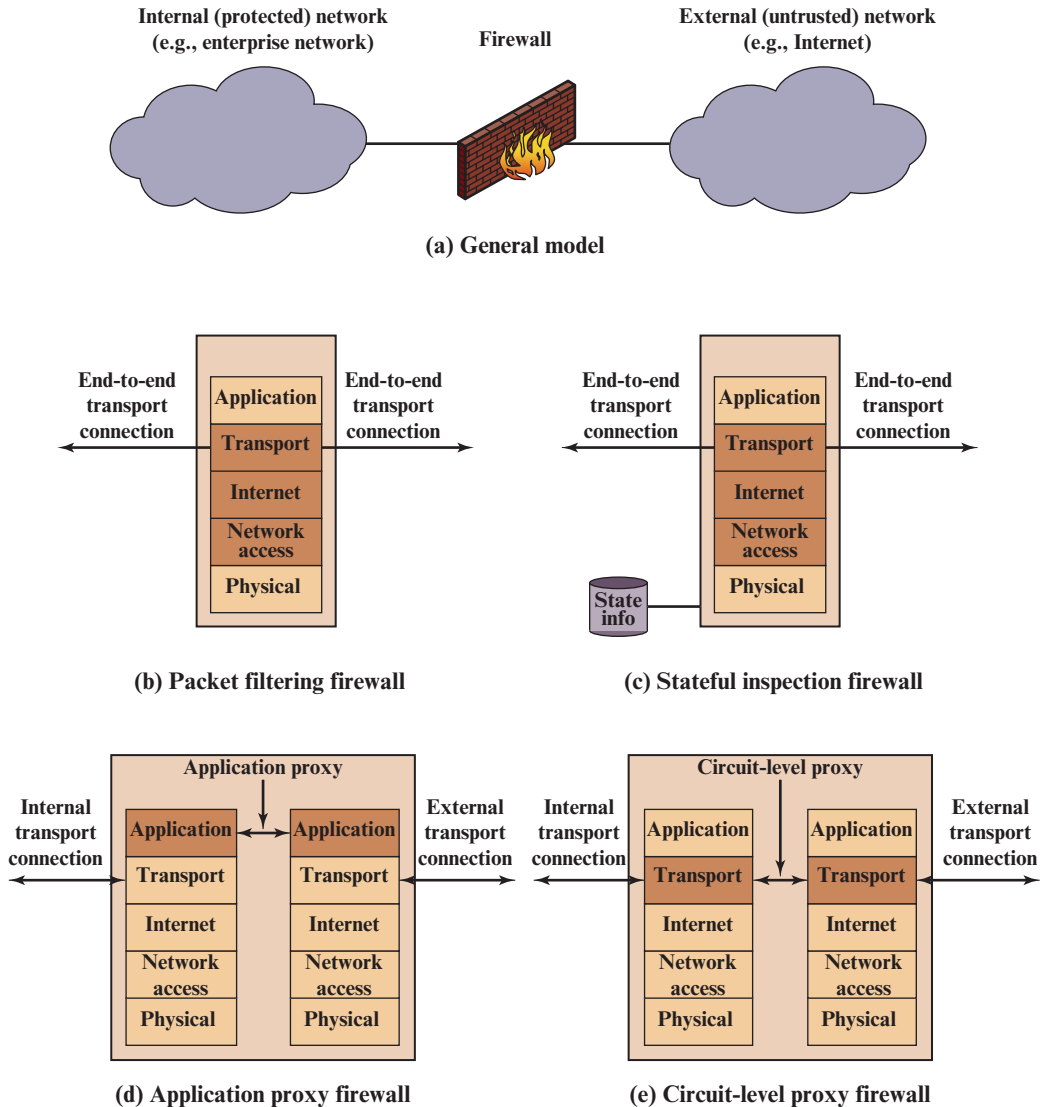 Internal (protected) network
(e.g., enterprise network)
Firewall
External (untrusted) network
(e.g., Internet)
(a) General model
End-to-end
transport
connection
Application
Transport
Internet
Network
access
Physical
End-to-end
transport
connection
(b) Packet filtering firewall
End-to-end
transport
connection
Application
Transport
Internet
Network
access
Physical
End-to-end
transport
connection
State
info
(c) Stateful inspection firewall
Application proxy
Internal
transport
connection
Application
Transport
Internet
Network
access
Physical
Application
Transport
Internet
Network
access
Physical
External
transport
connection
(d) Application proxy firewall
Circuit-level proxy
Internal
transport
connection
Application
Transport
Internet
Network
access
Physical
Application
Transport
Internet
Network
access
Physical
External
transport
connection
(e) Circuit-level proxy firewall